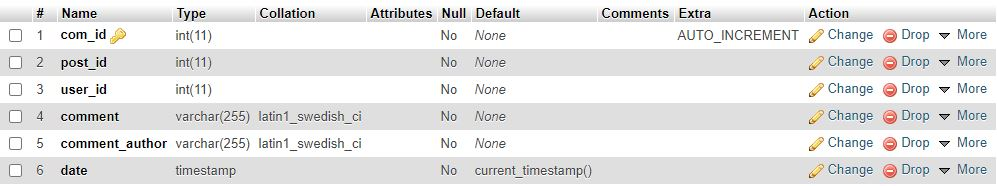 # Name Type Collation Attributes Null Default Comments Extra Action
1 com_id int(11) No None AUTO_INCREMENT Change Drop More
2 post_id int(11) No None Change Drop More
3 user_id int(11) No None Change Drop More
4 comment varchar(255) latin1_swedish_ci No None Change Drop More
5 comment_author varchar(255) latin1_swedish_ci No None Change Drop More
6 date timestamp No current_timestamp() Change Drop More